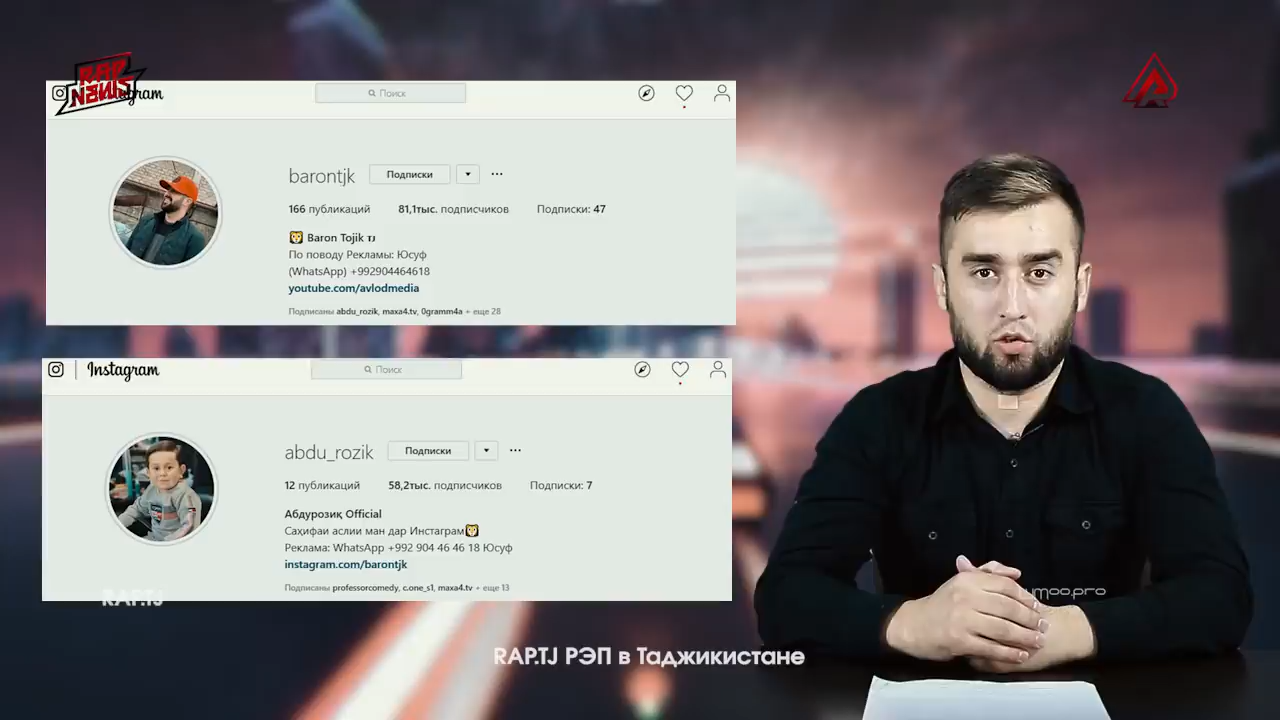 RAP
NEWS
Instagram
Поиск
barontjk Подписки
166 публикаций 81,1тыс. подписчиков Подписки: 47
Baron Tojik TJ
По поводу Рекламы: Юсуф
(WhatsApp) +992904464618
youtube.com/avlodmedia
Подписаны abdu_rozik, maxa4.tv, 0gramm4a + еще 28
Instagram
Поиск
abdu_rozik Подписки
12 публикаций 58,2тыс. подписчиков Подписки: 7
Абдурозиқ Official
Саҳифаи аслии ман дар Инстаграм
Реклама: WhatsApp +992 904 46 46 18 Юсуф
instagram.com/barontjk
Подписаны professorcomedy, c.one_s1, maxa4.tv + еще 13
RAP.TJ
RAP.TJ РЭП в Таджикистане